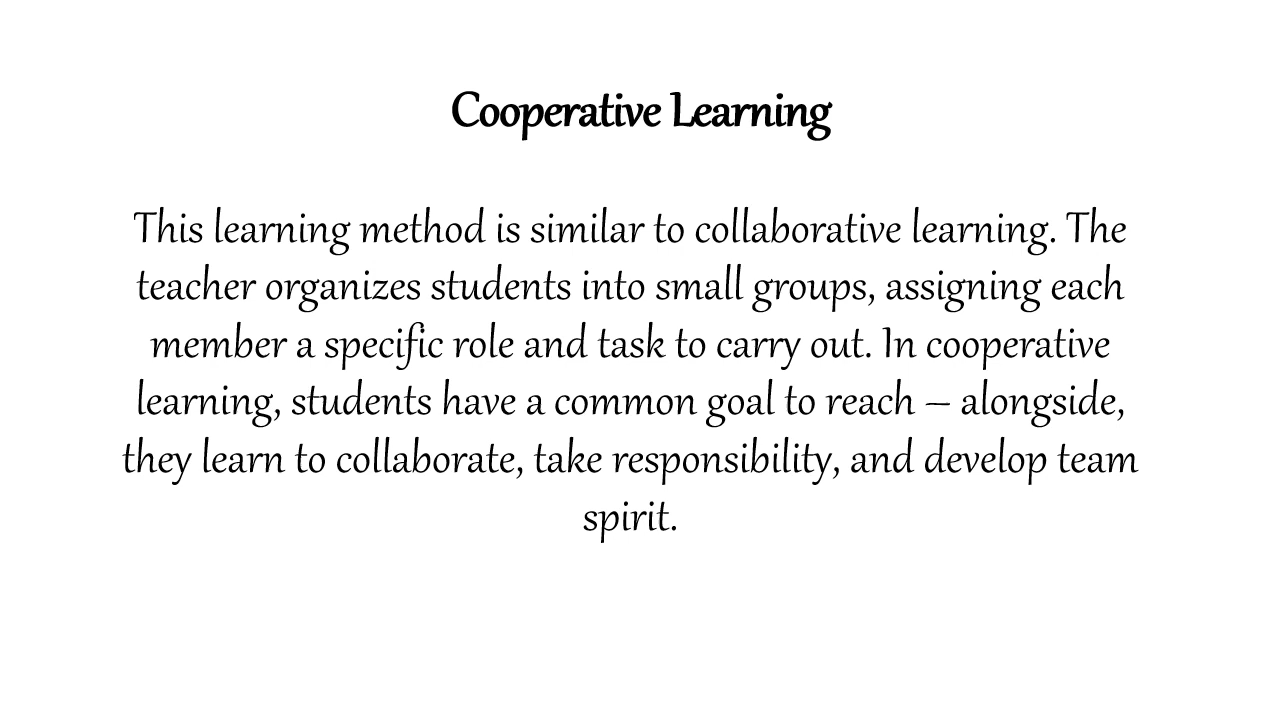 Cooperative Learning
This learning method is similar to collaborative learning. The
teacher organizes students into small groups, assigning each
member a specific role and task to carry out. In cooperative
learning, students have a common goal to reach – alongside,
they learn to collaborate, take responsibility, and develop team
spirit.